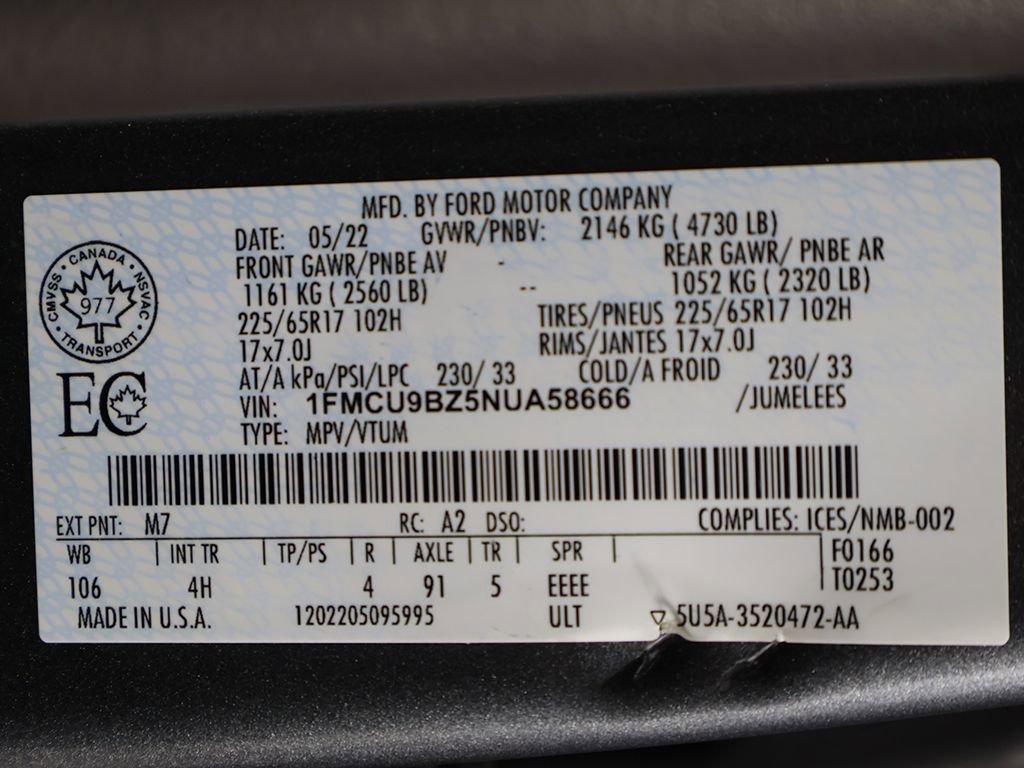 MFD. BY FORD MOTOR COMPANY
DATE: 05/22 GVWR/PNBV: 2146 KG ( 4730 LB)
FRONT GAWR/PNBE AV - REAR GAWR/ PNBE AR
1161 KG ( 2560 LB) -- 1052 KG ( 2320 LB)
225/65R17 102H TIRES/PNEUS 225/65R17 102H
17x7.0J RIMS/JANTES 17x7.0J
AT/A kPa/PSI/LPC 230/ 33 COLD/A FROID 230/ 33
VIN: 1FMCU9BZ5NUA58666 /JUMELEES
TYPE: MPV/VTUM
CANADA
CMVSS NSVAC
977
TRANSPORT
EC
EXT PNT: M7 RC: A2 DSO: COMPLIES: ICES/NMB-002
WB | INT TR | TP/PS | R | AXLE | TR | SPR | F0166
106 4H 4 91 5 EEEE T0253
MADE IN U.S.A. 1202205095995 ULT ▽ 5U5A-3520472-AA